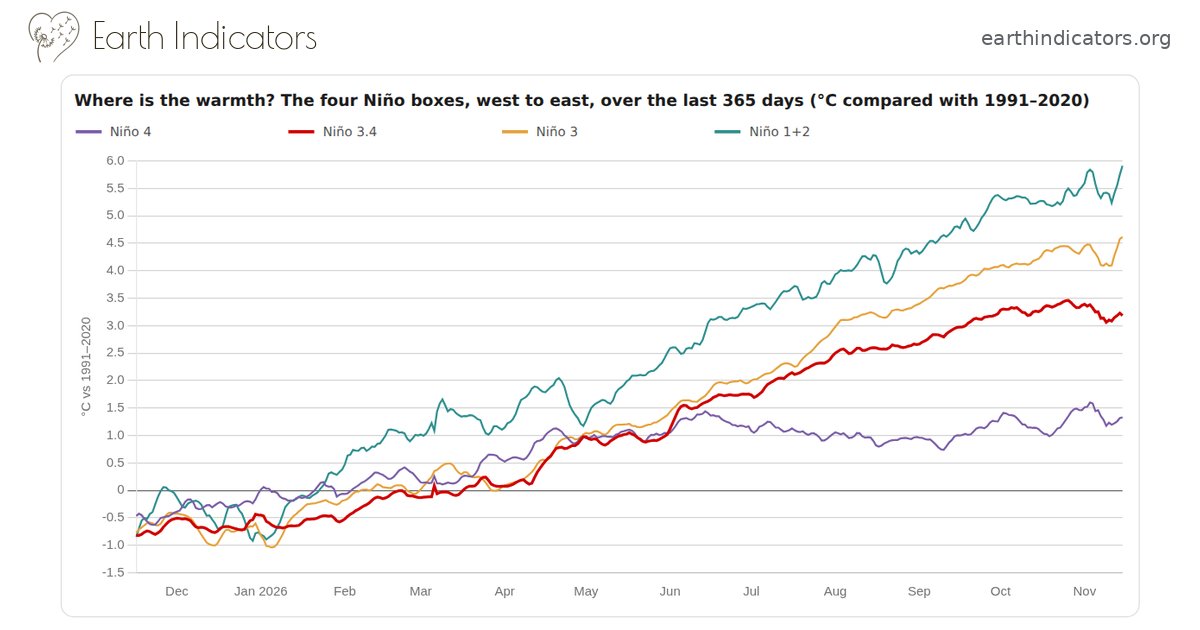 Earth Indicators
earthindicators.org
Where is the warmth? The four Niño boxes, west to east, over the last 365 days (°C compared with 1991–2020)
Niño 4 Niño 3.4 Niño 3 Niño 1+2
6.0
5.5
5.0
4.5
4.0
3.5
3.0
2.5
2.0
1.5
1.0
0.5
0
-0.5
-1.0
-1.5
°C vs 1991–2020
Dec Jan 2026 Feb Mar Apr May Jun Jul Aug Sep Oct Nov